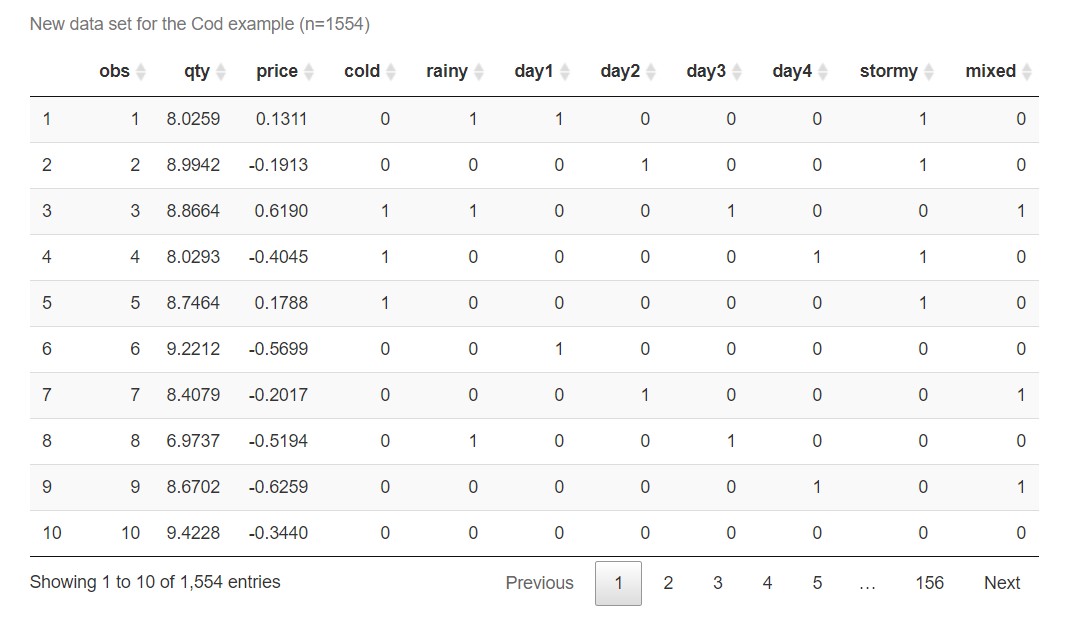 New data set for the Cod example (n=1554)
obs qty price cold rainy day1 day2 day3 day4 stormy mixed
1 1 8.0259 0.1311 0 1 1 0 0 0 1 0
2 2 8.9942 -0.1913 0 0 0 1 0 0 1 0
3 3 8.8664 0.6190 1 1 0 0 1 0 0 1
4 4 8.0293 -0.4045 1 0 0 0 0 1 1 0
5 5 8.7464 0.1788 1 0 0 0 0 0 1 0
6 6 9.2212 -0.5699 0 0 1 0 0 0 0 0
7 7 8.4079 -0.2017 0 0 0 1 0 0 0 1
8 8 6.9737 -0.5194 0 1 0 0 1 0 0 0
9 9 8.6702 -0.6259 0 0 0 0 0 1 0 1
10 10 9.4228 -0.3440 0 0 0 0 0 0 0 0
Showing 1 to 10 of 1,554 entries Previous 1 2 3 4 5 … 156 Next